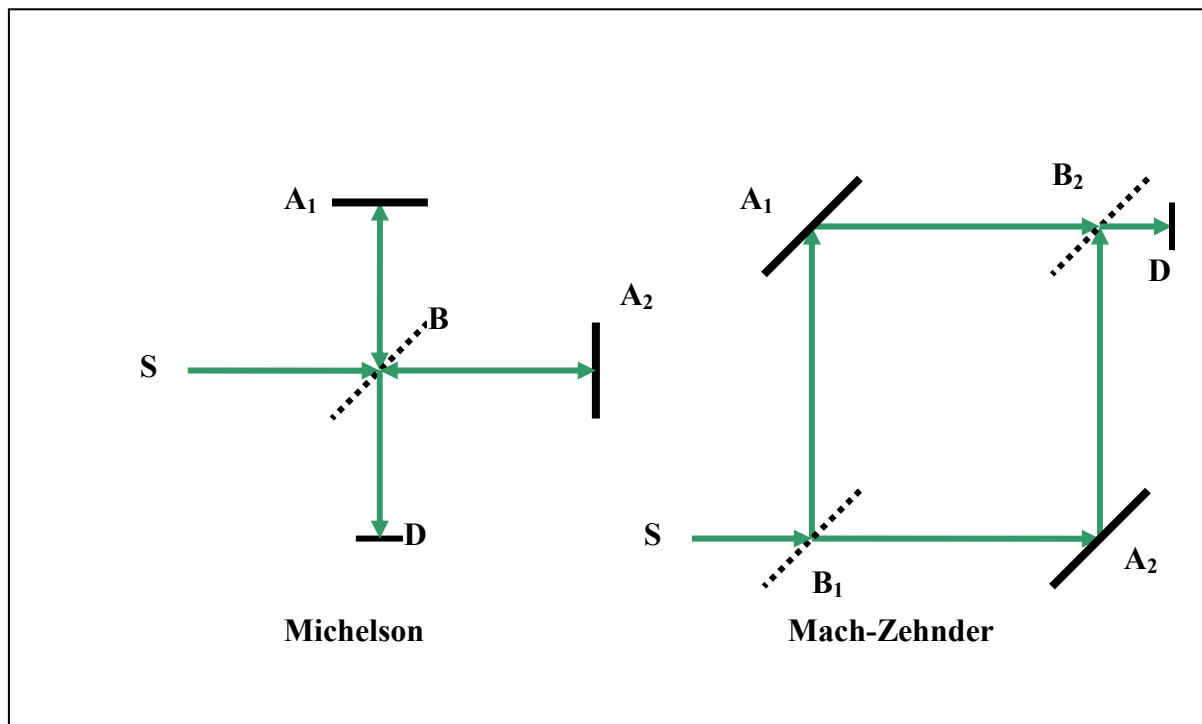 A₁
A₂
B
S
D
Michelson
A₁
B₂
D
S
B₁
A₂
Mach-Zehnder